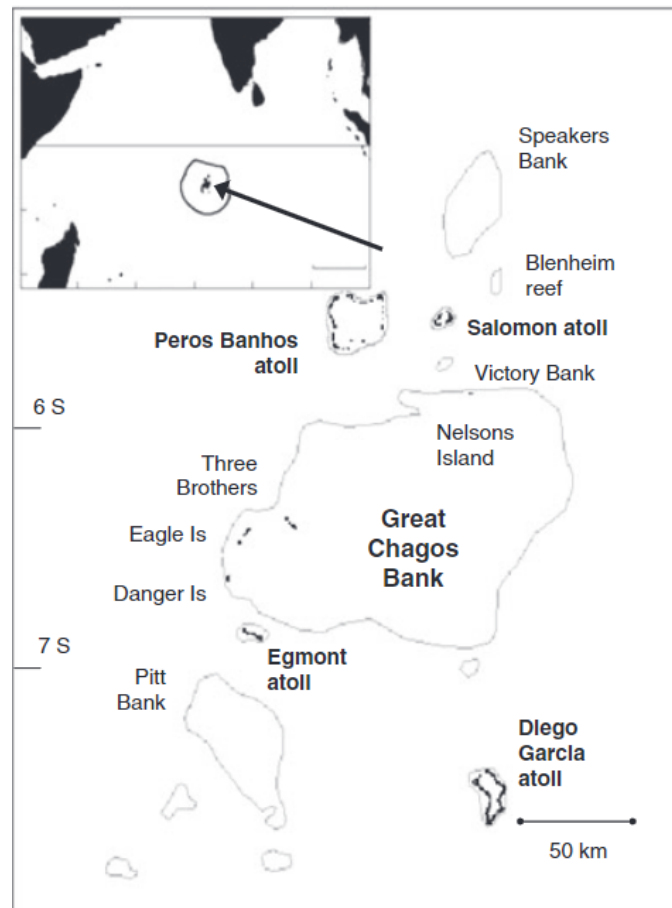 Speakers
Bank
Blenheim
reef
Peros Banhos
atoll
Salomon atoll
Victory Bank
6 S
Nelsons
Island
Three
Brothers
Great
Chagos
Bank
Eagle Is
Danger Is
7 S
Egmont
atoll
Pitt
Bank
DIego
GarcIa
atoll
50 km